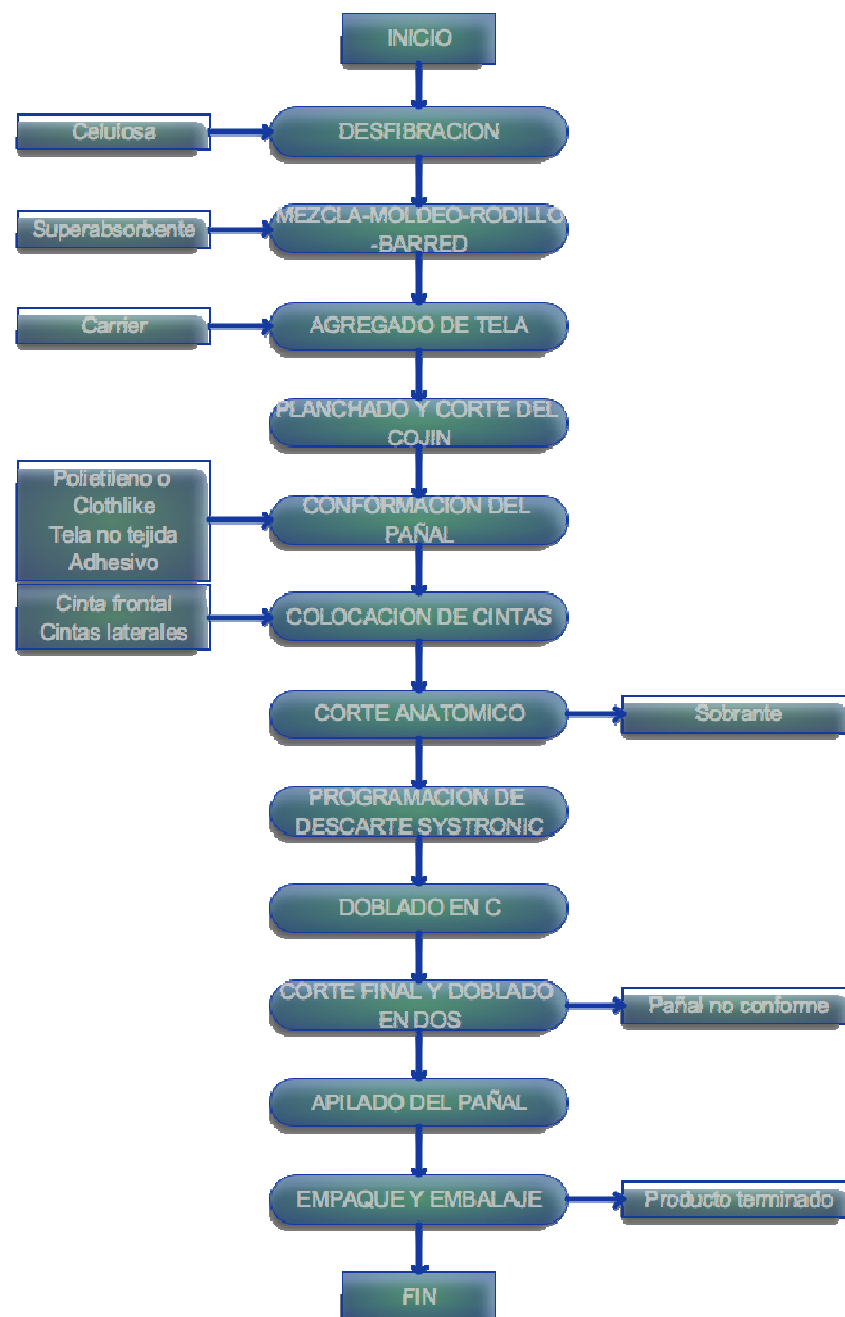 INICIO
Celulosa
DESFIBRACION
Superabsorbente
MEZCLA-MOLDEO-RODILLO
-BARRED
Carrier
AGREGADO DE TELA
PLANCHADO Y CORTE DEL
COJIN
Polietileno o
Clothlike
Tela no tejida
Adhesivo
CONFORMACION DEL
PAÑAL
Cinta frontal
Cintas laterales
COLOCACION DE CINTAS
CORTE ANATOMICO
Sobrante
PROGRAMACION DE
DESCARTE SYSTRONIC
DOBLADO EN C
CORTE FINAL Y DOBLADO
EN DOS
Pañal no conforme
APILADO DEL PAÑAL
EMPAQUE Y EMBALAJE
Producto terminado
FIN